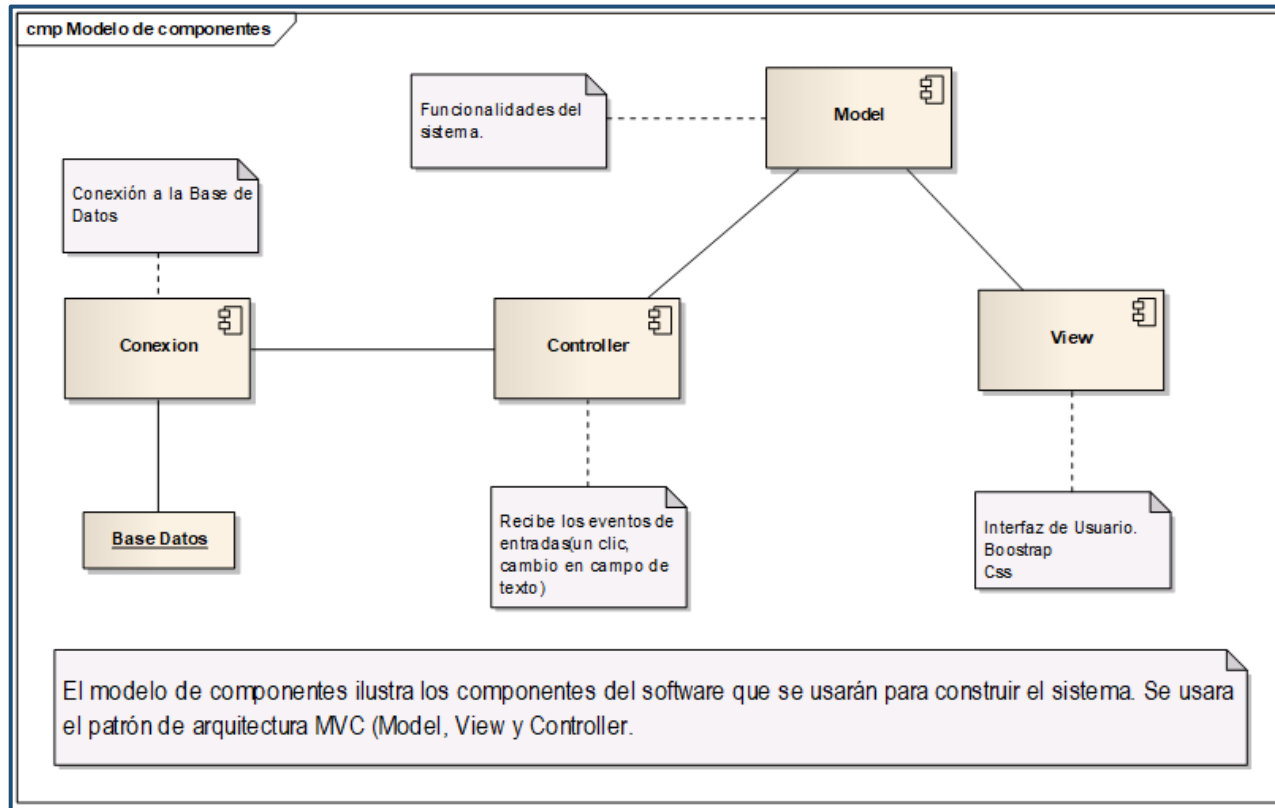 cmp Modelo de componentes
Funcionalidades del
sistema.
Model
Conexión a la Base de
Datos
Conexion
Controller
View
Base Datos
Recibe los eventos de
entradas(un clic,
cambio en campo de
texto)
Interfaz de Usuario.
Boostrap
Css
El modelo de componentes ilustra los componentes del software que se usarán para construir el sistema. Se usara
el patrón de arquitectura MVC (Model, View y Controller.